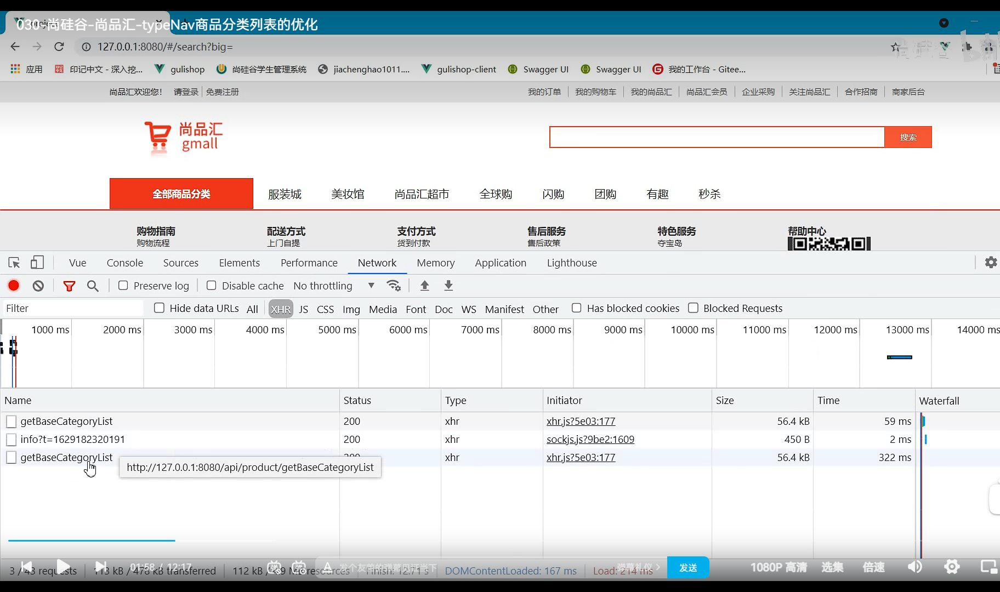 030-尚硅谷-尚品汇-typeNav商品分类列表的优化
127.0.0.1:8080/#/search?big=
应用 印记中文 - 深入挖... gulishop 尚硅谷学生管理系统 jiachenghao1011.... gulishop-client Swagger UI Swagger UI 我的工作台 - Gitee...
尚品汇欢迎您! 请登录 免费注册 我的订单 我的购物车 我的尚品汇 尚品汇会员 企业采购 关注尚品汇 合作招商 商家后台
尚品汇
gmall
搜索
全部商品分类 服装城 美妆馆 尚品汇超市 全球购 闪购 团购 有趣 秒杀
购物指南 配送方式 支付方式 售后服务 特色服务 帮助中心
购物流程 上门自提 货到付款 售后政策 夺宝岛
Vue Console Sources Elements Performance Network Memory Application Lighthouse
Preserve log Disable cache No throttling
Filter Hide data URLs All XHR JS CSS Img Media Font Doc WS Manifest Other Has blocked cookies Blocked Requests
1000 ms 2000 ms 3000 ms 4000 ms 5000 ms 6000 ms 7000 ms 8000 ms 9000 ms 10000 ms 11000 ms 12000 ms 13000 ms 14000 ms
Name Status Type Initiator Size Time Waterfall
getBaseCategoryList 200 xhr xhr.js?5e03:177 56.4 kB 59 ms
info?t=1629182320191 200 xhr sockjs.js?9be2:1609 450 B 2 ms
getBaseCategoryList 200 xhr xhr.js?5e03:177 56.4 kB 322 ms
http://127.0.0.1:8080/api/product/getBaseCategoryList
01:58 / 12:17 发个友善的弹幕见证当下 弹幕礼仪 发送 1080P 高清 选集 倍速
3 / 43 requests 113 kB / 478 kB transferred 112 kB / resources Finish: 12.71 s DOMContentLoaded: 167 ms Load: 214 ms